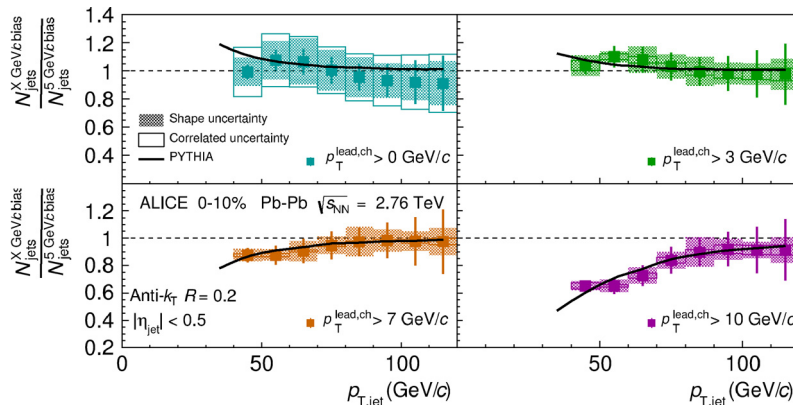 N_jets^X GeV/c bias / N_jets^5 GeV/c bias
1.4
1.2
1
0.8
0.6
0.4
Shape uncertainty
Correlated uncertainty
PYTHIA
p_T^lead,ch > 0 GeV/c
p_T^lead,ch > 3 GeV/c
N_jets^X GeV/c bias / N_jets^5 GeV/c bias
1.2
1
0.8
0.6
0.4
0.2
ALICE 0-10% Pb-Pb √s_NN = 2.76 TeV
Anti-k_T R = 0.2
|η_jet| < 0.5
p_T^lead,ch > 7 GeV/c
p_T^lead,ch > 10 GeV/c
0 50 100
50 100
p_T,jet (GeV/c)
p_T,jet (GeV/c)